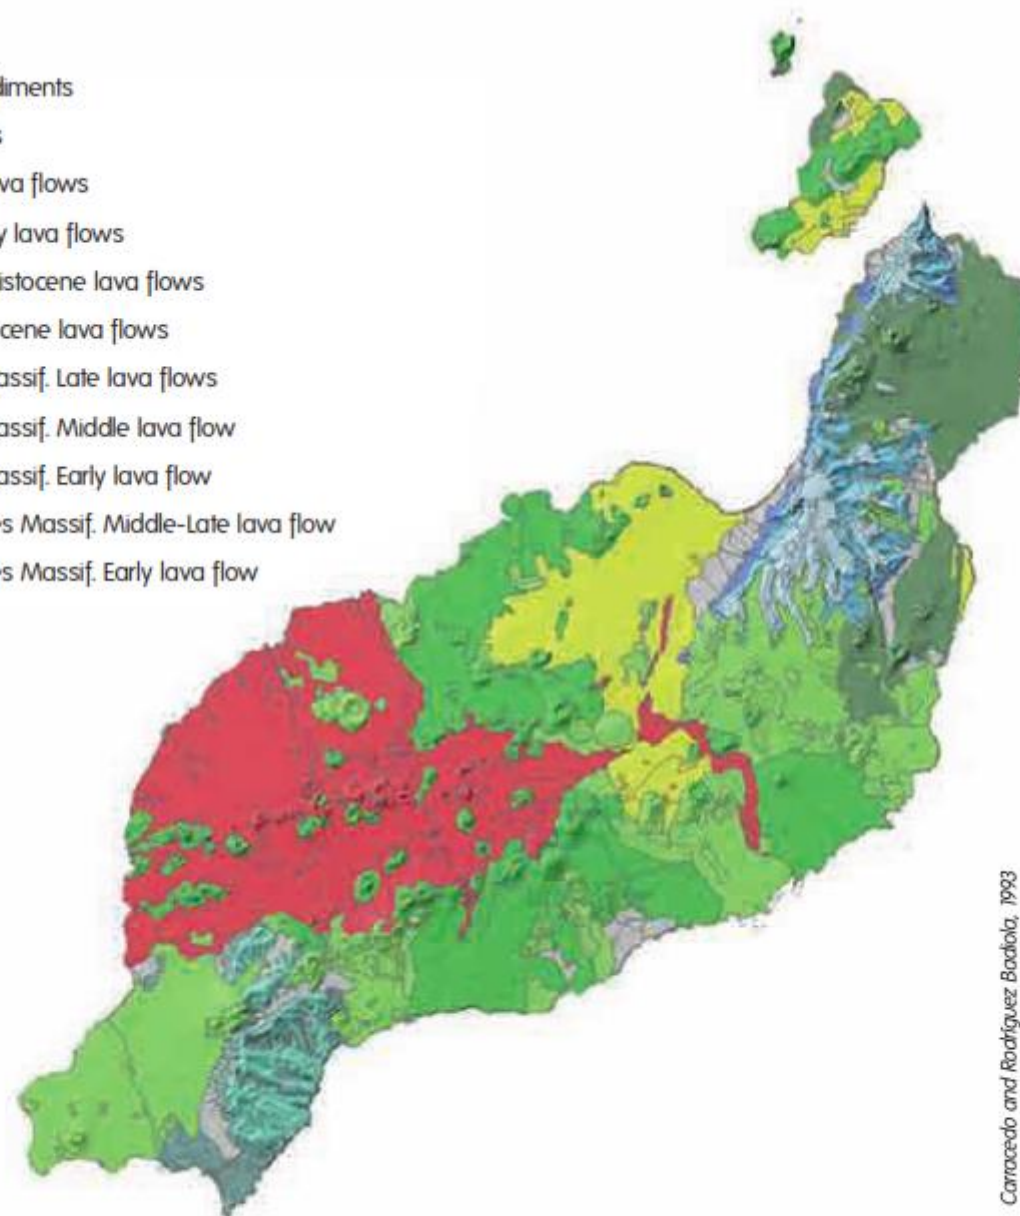 diments
s
va flows
y lava flows
istocene lava flows
cene lava flows
assif. Late lava flows
assif. Middle lava flow
assif. Early lava flow
es Massif. Middle-Late lava flow
es Massif. Early lava flow
Carracedo and Rodríguez Badiola, 1993